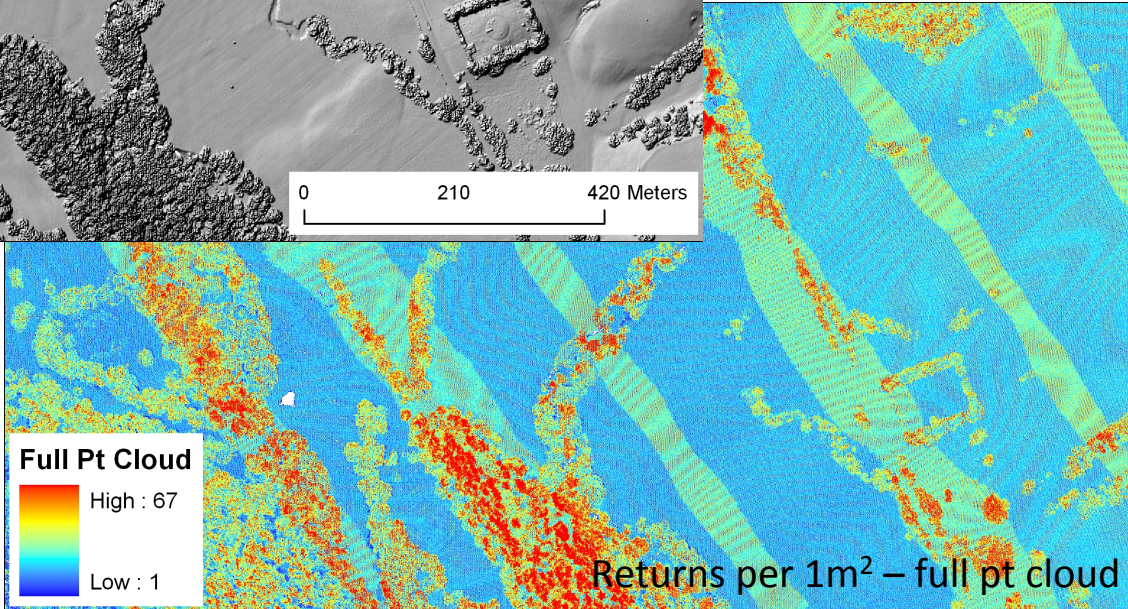 0 210 420 Meters
Full Pt Cloud
High : 67
Low : 1
Returns per 1m² – full pt cloud